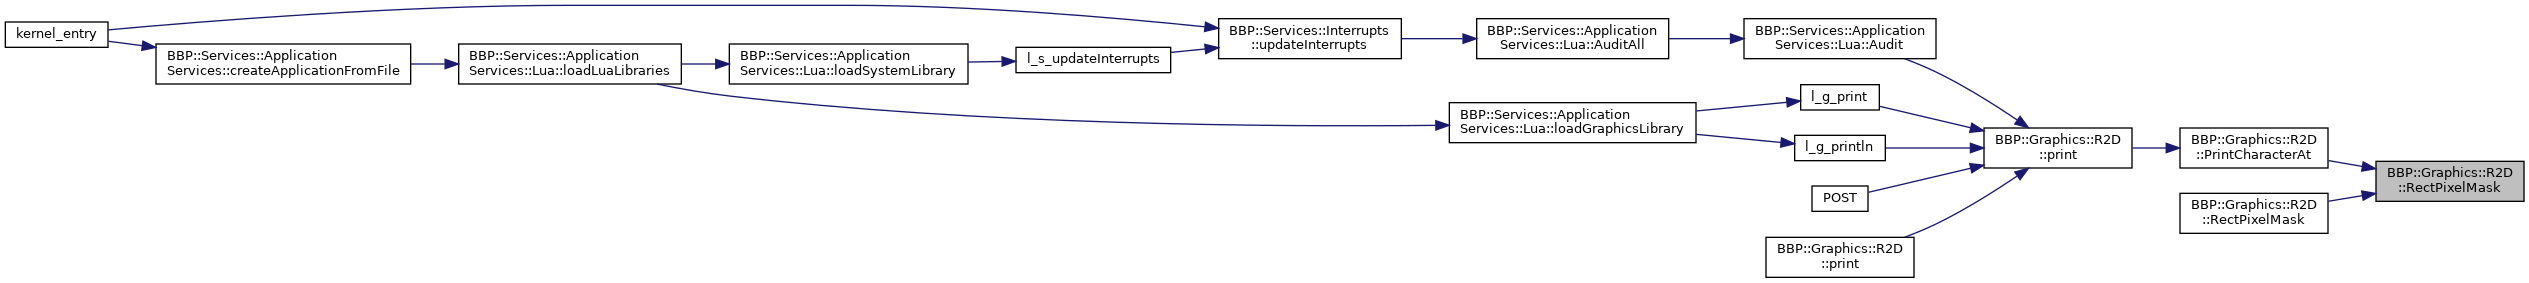 kernel_entry
BBP::Services::Application
Services::createApplicationFromFile
BBP::Services::Application
Services::Lua::loadLuaLibraries
BBP::Services::Application
Services::Lua::loadSystemLibrary
l_s_updateInterrupts
BBP::Services::Interrupts
::updateInterrupts
BBP::Services::Application
Services::Lua::AuditAll
BBP::Services::Application
Services::Lua::Audit
BBP::Services::Application
Services::Lua::loadGraphicsLibrary
l_g_print
l_g_println
POST
BBP::Graphics::R2D
::print
BBP::Graphics::R2D
::print
BBP::Graphics::R2D
::PrintCharacterAt
BBP::Graphics::R2D
::RectPixelMask
BBP::Graphics::R2D
::RectPixelMask